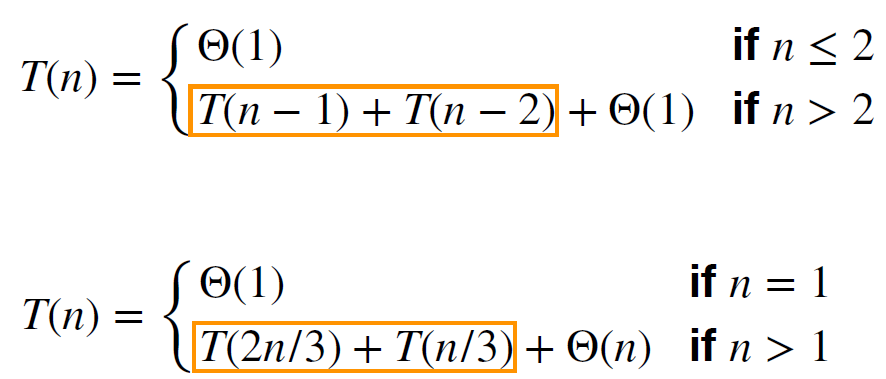 Θ(1) if n ≤ 2
T(n) =
T(n − 1) + T(n − 2) + Θ(1) if n > 2
Θ(1) if n = 1
T(n) =
T(2n/3) + T(n/3) + Θ(n) if n > 1